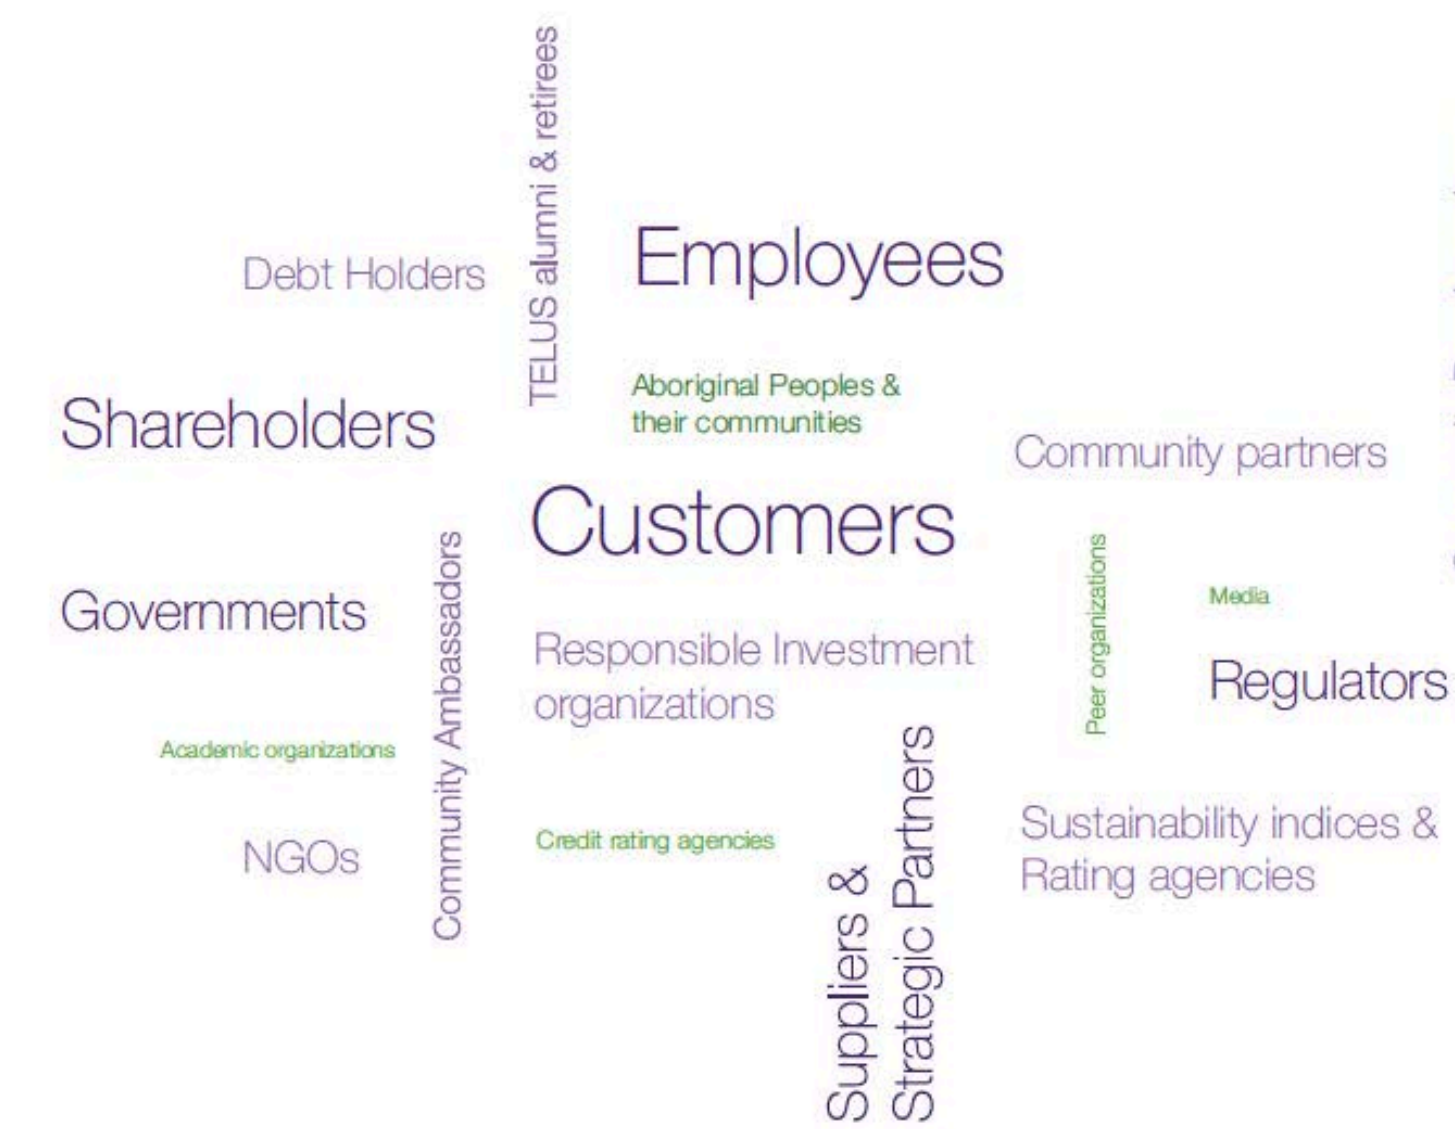 TELUS alumni & retirees
Employees
Debt Holders
Aboriginal Peoples &
their communities
Shareholders
Community partners
Customers
Community Ambassadors
Peer organizations
Media
Governments
Responsible Investment
organizations
Regulators
Academic organizations
Suppliers &
Strategic Partners
Sustainability indices &
Rating agencies
Credit rating agencies
NGOs